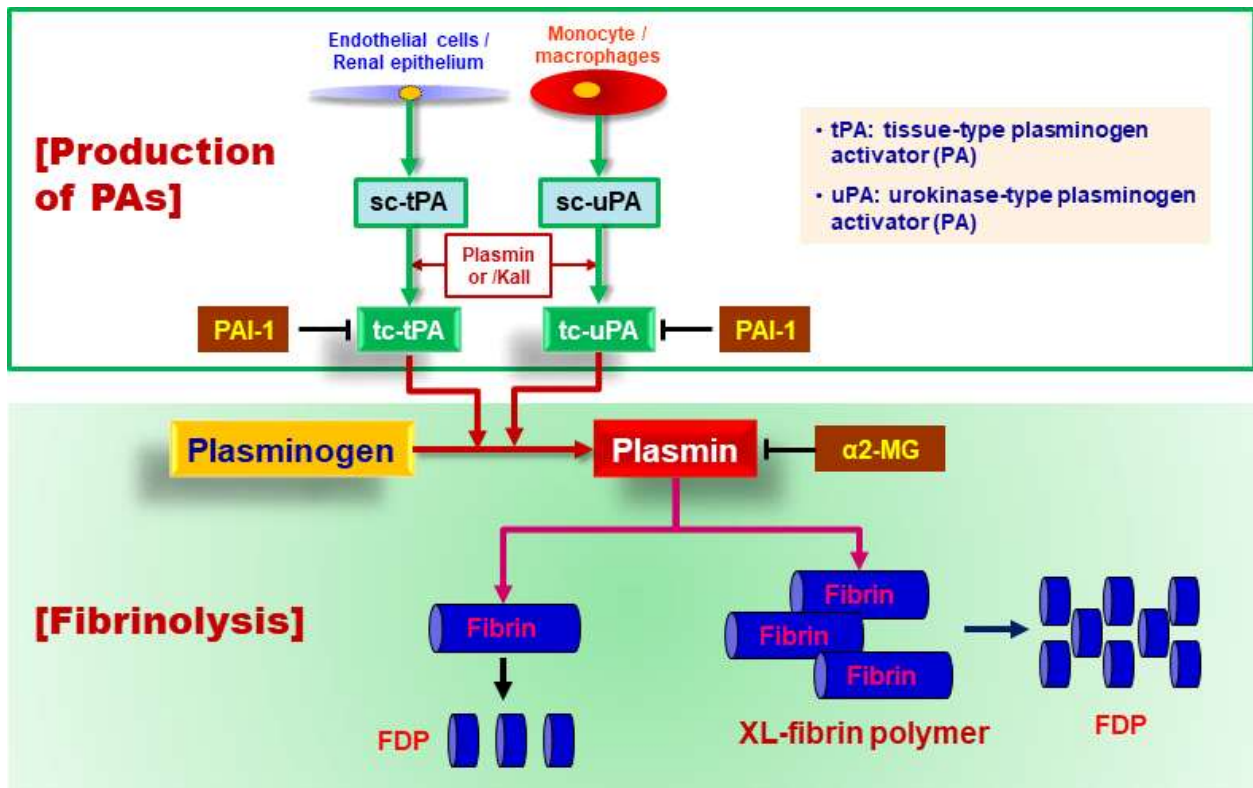 Endothelial cells /
Renal epithelium
Monocyte /
macrophages
[Production
of PAs]
• tPA: tissue-type plasminogen
activator (PA)
• uPA: urokinase-type plasminogen
activator (PA)
sc-tPA
sc-uPA
Plasmin
or /Kall
PAI-1
tc-tPA
tc-uPA
PAI-1
Plasminogen
Plasmin
α2-MG
[Fibrinolysis]
Fibrin
Fibrin
Fibrin
Fibrin
FDP
XL-fibrin polymer
FDP